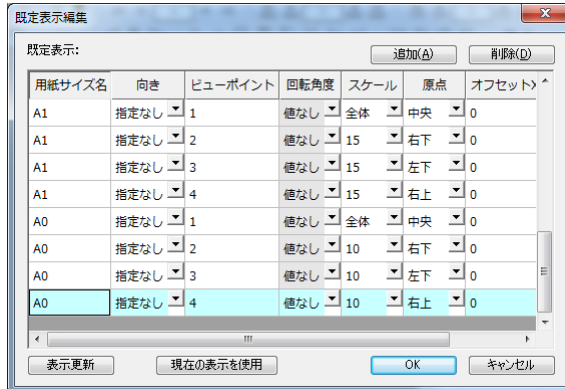 既定表示編集
既定表示:
追加(A) 削除(D)
用紙サイズ名 向き ビューポイント 回転角度 スケール 原点 オフセットX
A1 指定なし 1 値なし 全体 中央 0
A1 指定なし 2 値なし 15 右下 0
A1 指定なし 3 値なし 15 左下 0
A1 指定なし 4 値なし 15 右上 0
A0 指定なし 1 値なし 全体 中央 0
A0 指定なし 2 値なし 10 右下 0
A0 指定なし 3 値なし 10 左下 0
A0 指定なし 4 値なし 10 右上 0
表示更新 現在の表示を使用 OK キャンセル